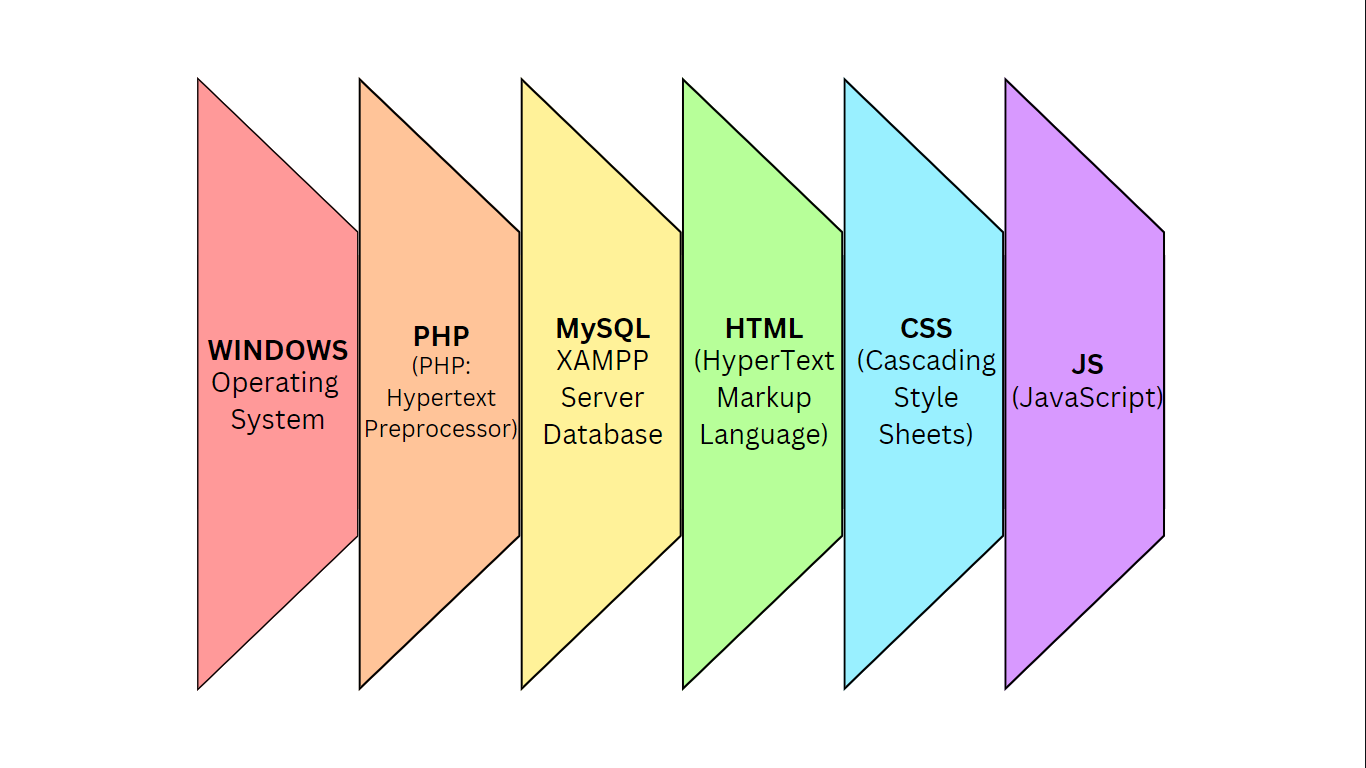 WINDOWS
Operating
System
PHP
(PHP:
Hypertext
Preprocessor)
MySQL
XAMPP
Server
Database
HTML
(HyperText
Markup
Language)
CSS
(Cascading
Style
Sheets)
JS
(JavaScript)